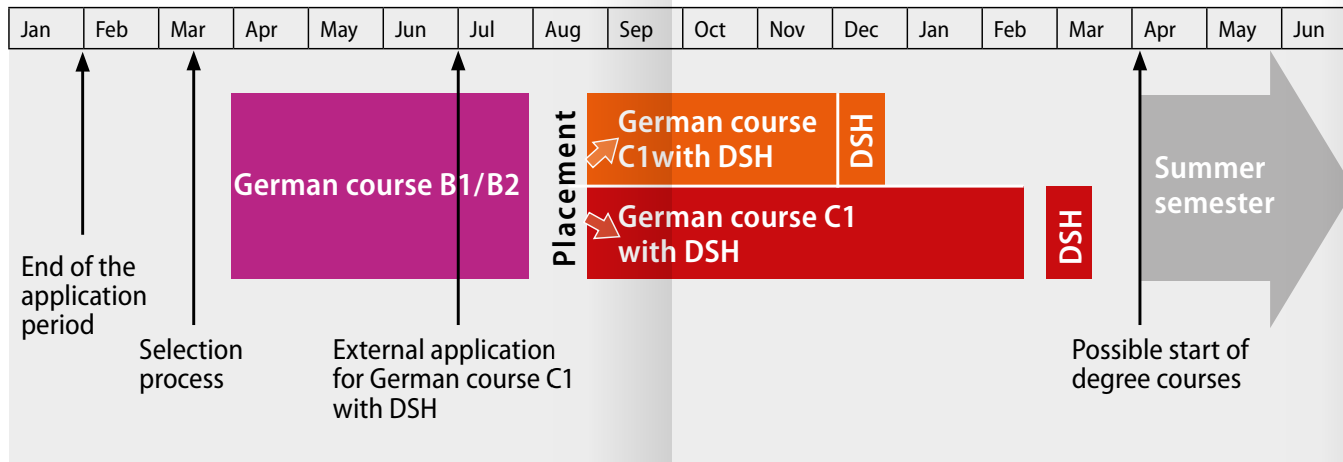 Jan Feb Mar Apr May Jun Jul Aug Sep Oct Nov Dec Jan Feb Mar Apr May Jun
German course B1/B2
Placement
German course
C1with DSH
DSH
German course C1
with DSH
DSH
Summer
semester
End of the
application
period
Selection
process
External application
for German course C1
with DSH
Possible start of
degree courses